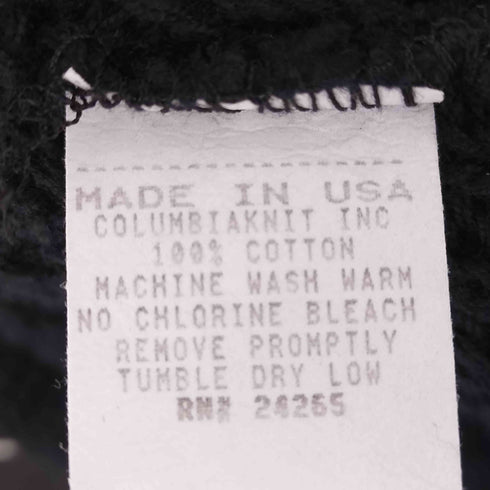 MADE IN USA
COLUMBIAKNIT INC
100% COTTON
MACHINE WASH WARM
NO CHLORINE BLEACH
REMOVE PROMPTLY
TUMBLE DRY LOW
RN# 24265